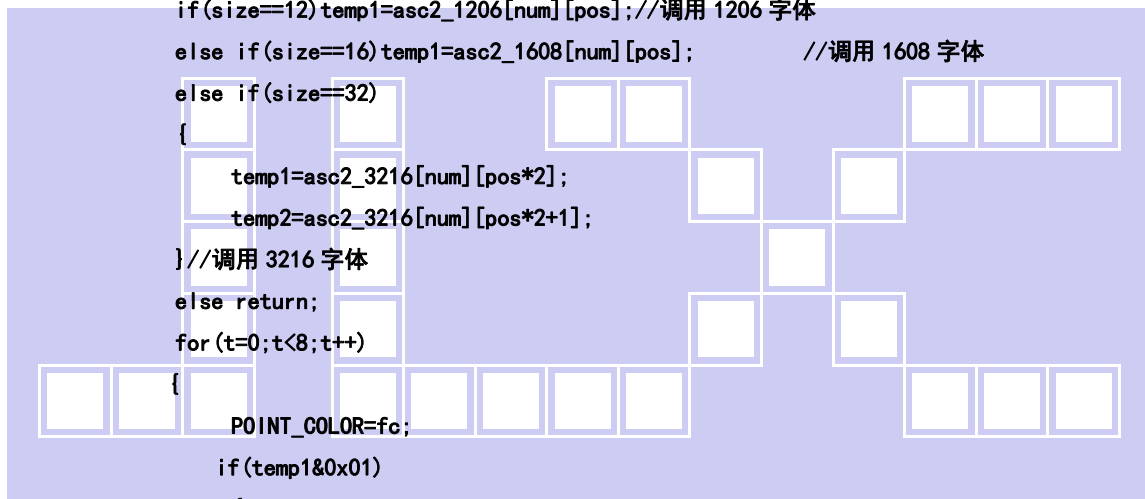 if(size==12)temp1=asc2_1206[num][pos];//调用 1206 字体
else if(size==16)temp1=asc2_1608[num][pos]; //调用 1608 字体
else if(size==32)
{
temp1=asc2_3216[num][pos*2];
temp2=asc2_3216[num][pos*2+1];
}//调用 3216 字体
else return;
for(t=0;t<8;t++)
{
POINT_COLOR=fc;
if(temp1&0x01)